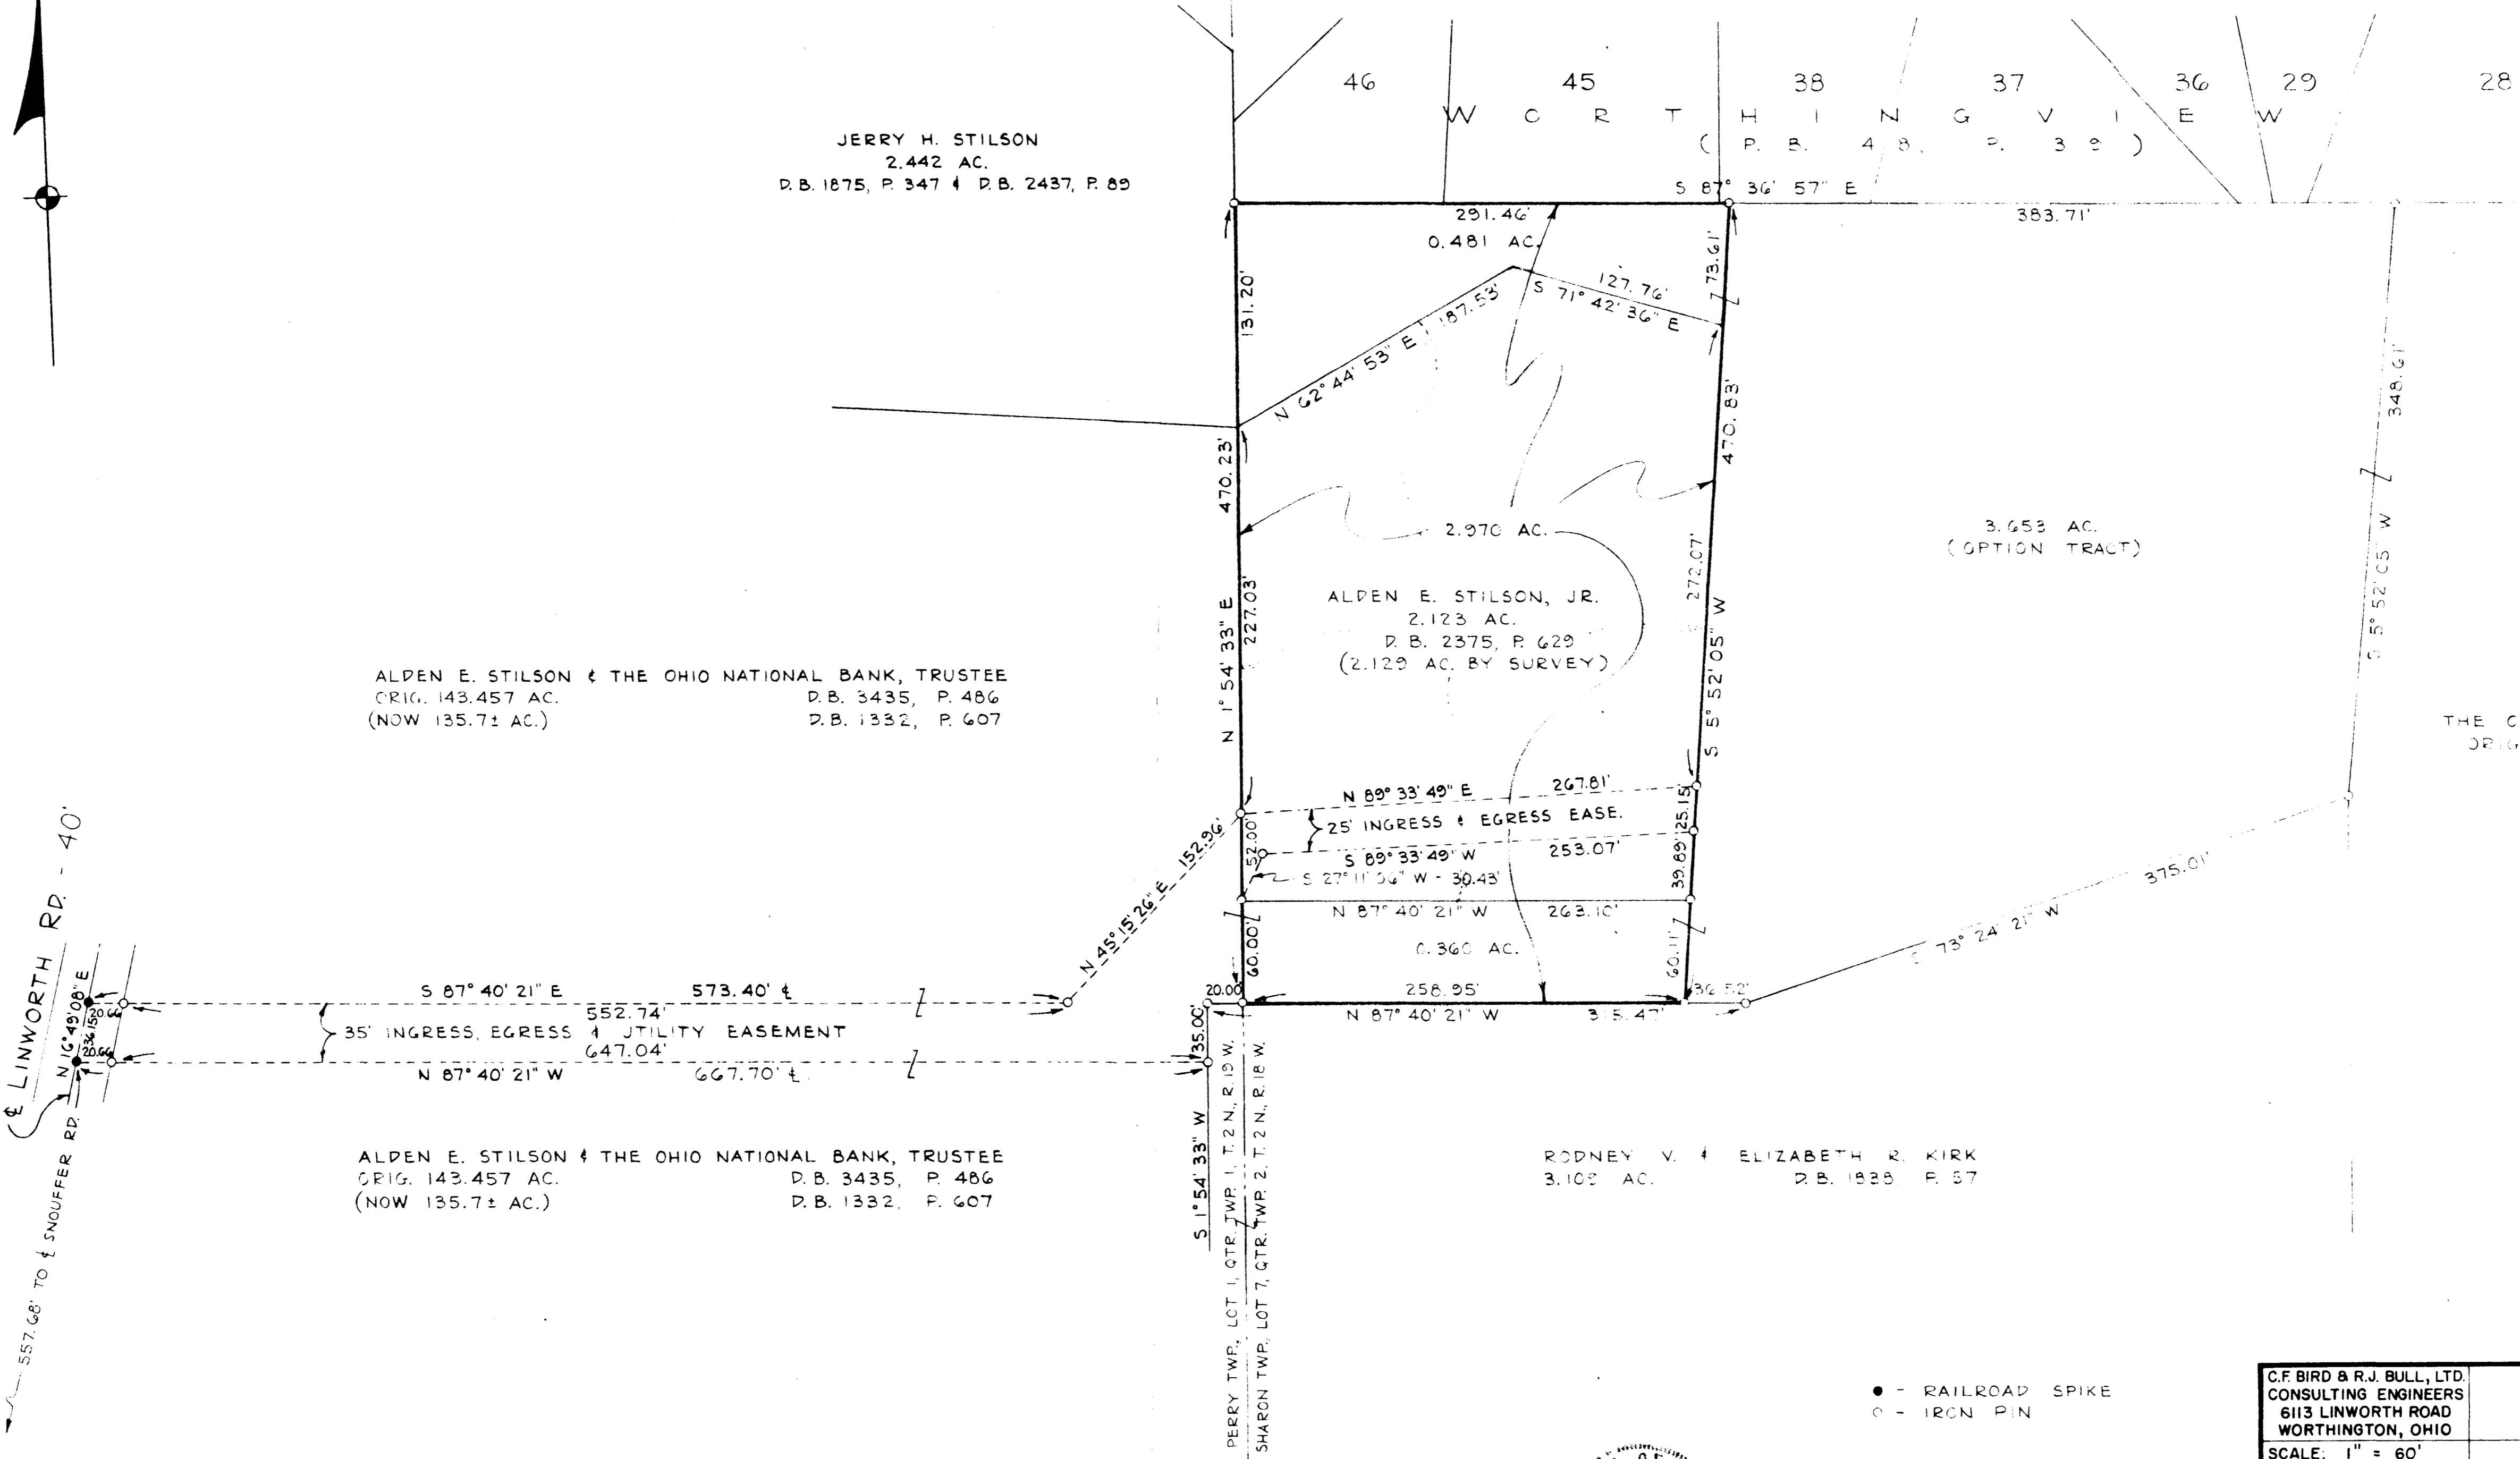 46
45
38
37
36
29
28
W O R T H I N G V I E W
( P. B. 48, P. 39 )
JERRY H. STILSON
2.442 AC.
D.B. 1875, P. 347 & D.B. 2437, P. 89
S 87° 36' 57" E
291.46'
383.71'
0.481 AC.
131.20'
73.61'
127.76'
S 71° 42' 36" E
N 62° 44' 53" E 187.53'
348.61'
470.83'
470.23'
2.970 AC.
3.653 AC.
(OPTION TRACT)
272.07'
227.03'
N 1° 54' 33" E
S 5° 52' 05" W
S 5° 52' 05" W
ALDEN E. STILSON, JR.
2.123 AC.
D. B. 2375, P. 629
(2.129 AC. BY SURVEY)
ALDEN E. STILSON & THE OHIO NATIONAL BANK, TRUSTEE
ORIG. 143.457 AC. D.B. 3435, P. 486
(NOW 135.7± AC.) D.B. 1332, P. 607
THE C
ORIG
N 89° 33' 49" E 267.81'
25' INGRESS & EGRESS EASE.
25.15'
S 89° 33' 49" W 253.07'
52.00'
39.89'
S 27° 11' 06" W - 30.43'
N 87° 40' 21" W 263.10'
N 45° 15' 26" E 152.96'
375.01'
S 73° 24' 21" W
0.360 AC.
60.00'
60.11'
℄ LINWORTH RD. - 40'
N 16° 49' 08" E
36.15'
20.66
20.66
S 87° 40' 21" E 573.40' ℄
552.74'
35' INGRESS, EGRESS & UTILITY EASEMENT
647.04'
N 87° 40' 21" W 667.70' ℄
20.00'
258.95'
36.52'
N 87° 40' 21" W
35.00'
S 1° 54' 33" W
557.68' TO ℄ SNOUFFER RD.
ALDEN E. STILSON & THE OHIO NATIONAL BANK, TRUSTEE
ORIG. 143.457 AC. D.B. 3435, P. 486
(NOW 135.7± AC.) D.B. 1332, P. 607
PERRY TWP., LOT 1, QTR. TWP. 1, T. 2 N., R. 19 W.
SHARON TWP., LOT 7, QTR. TWP. 2, T. 2 N., R. 18 W.
RODNEY V. & ELIZABETH R. KIRK
AC. D.B. P.
● - RAILROAD SPIKE
○ - IRON PIN
C.F. BIRD & R.J. BULL, LTD.
CONSULTING ENGINEERS
6113 LINWORTH ROAD
WORTHINGTON, OHIO
SCALE: 1" = 60'